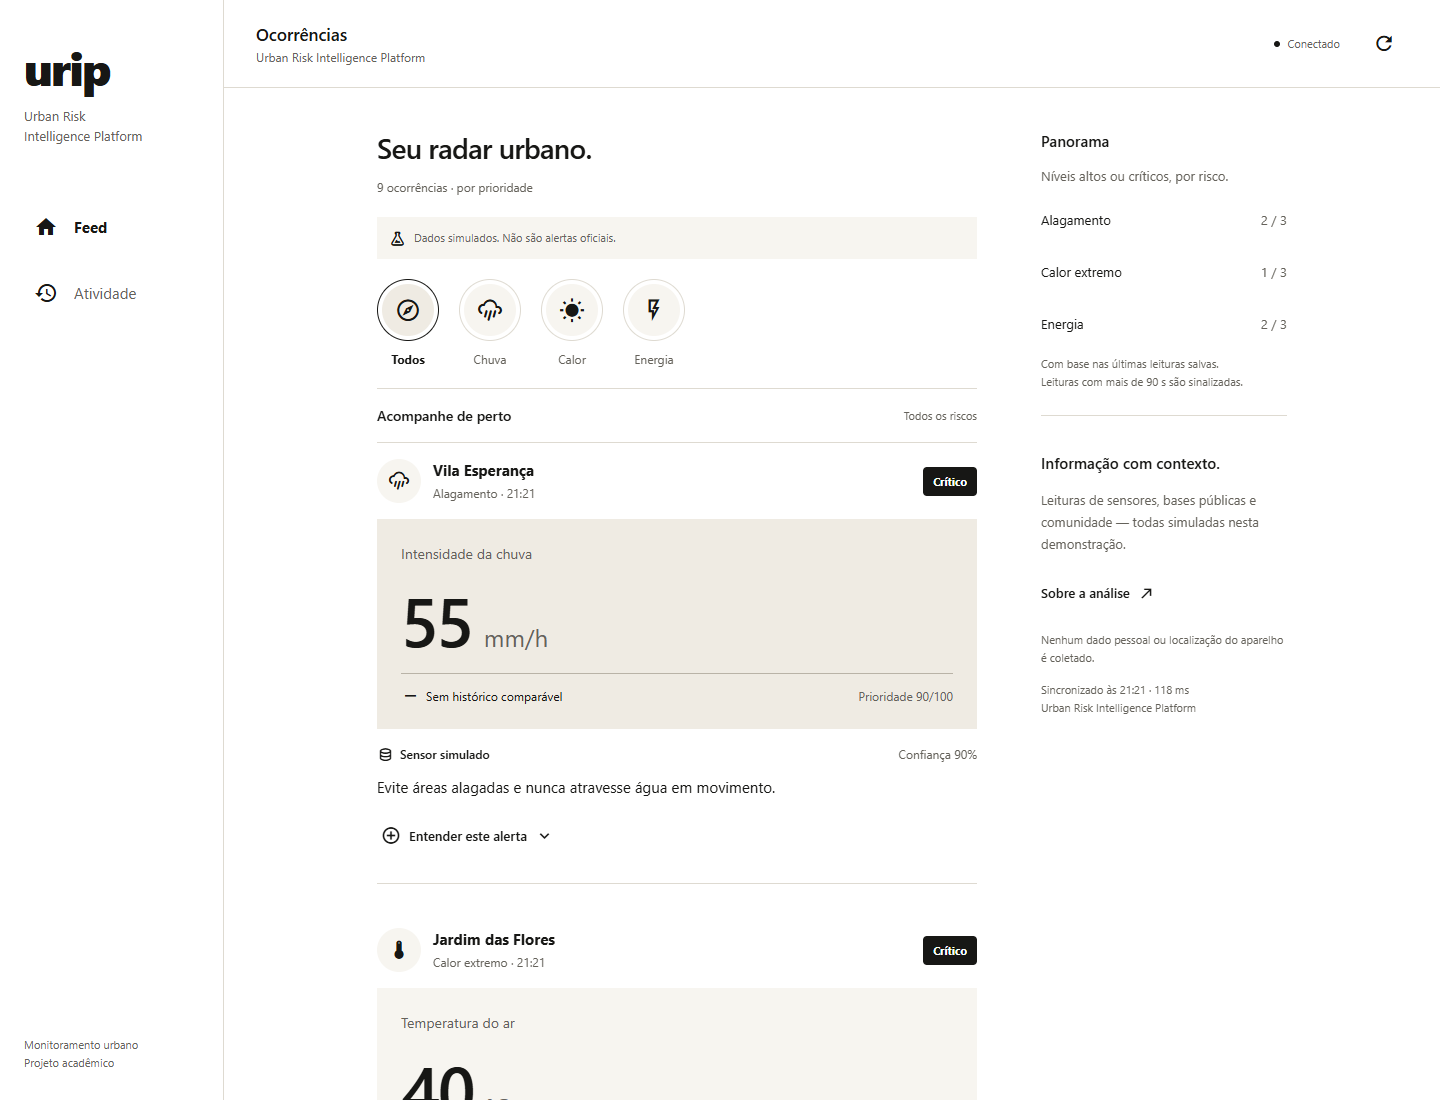 urip
Urban Risk
Intelligence Platform
Feed
Atividade
Monitoramento urbano
Projeto acadêmico
Ocorrências
Urban Risk Intelligence Platform
Conectado
Seu radar urbano.
9 ocorrências · por prioridade
Dados simulados. Não são alertas oficiais.
Todos
Chuva
Calor
Energia
Acompanhe de perto
Todos os riscos
Vila Esperança
Alagamento · 21:21
Crítico
Intensidade da chuva
55 mm/h
Sem histórico comparável
Prioridade 90/100
Sensor simulado
Confiança 90%
Evite áreas alagadas e nunca atravesse água em movimento.
Entender este alerta
Jardim das Flores
Calor extremo · 21:21
Crítico
Temperatura do ar
40
Panorama
Níveis altos ou críticos, por risco.
Alagamento
2 / 3
Calor extremo
1 / 3
Energia
2 / 3
Com base nas últimas leituras salvas.
Leituras com mais de 90 s são sinalizadas.
Informação com contexto.
Leituras de sensores, bases públicas e
comunidade — todas simuladas nesta
demonstração.
Sobre a análise
Nenhum dado pessoal ou localização do aparelho
é coletado.
Sincronizado às 21:21 · 118 ms
Urban Risk Intelligence Platform